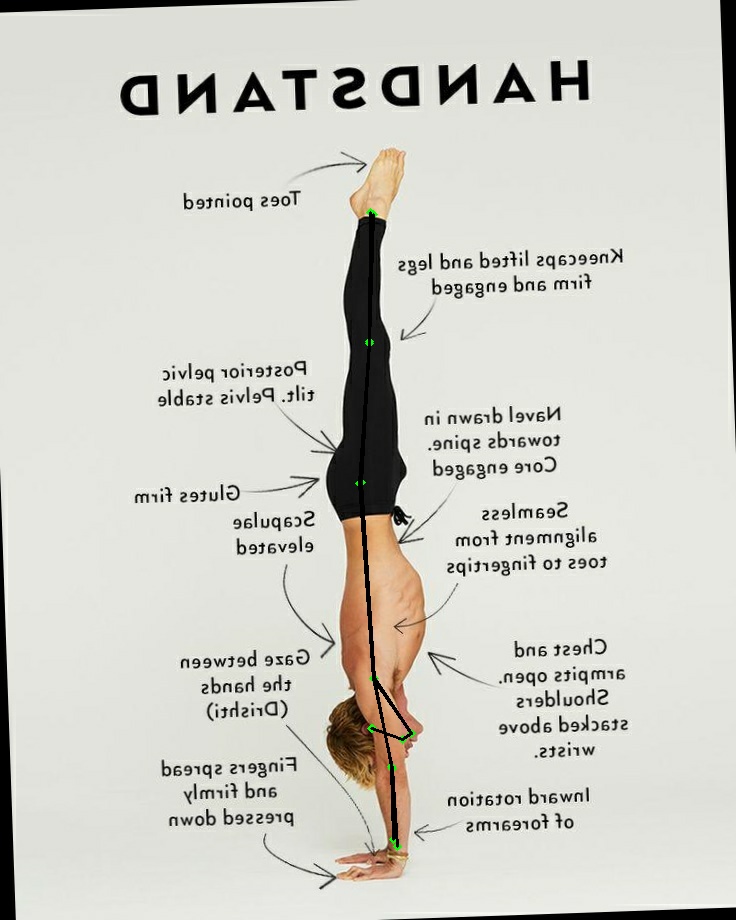 HANDSTAND
Toes pointed
Kneecaps lifted and legs
firm and engaged
Posterior pelvic
tilt. Pelvis stable
Navel drawn in
towards spine.
Core engaged
Glutes firm
Scapulae
elevated
Seamless
alignment from
toes to fingertips
Gaze between
the hands
(Drishti)
Chest and
armpits open.
Shoulders
stacked above
wrists.
Fingers spread
and firmly
pressed down
Inward rotation
of forearms